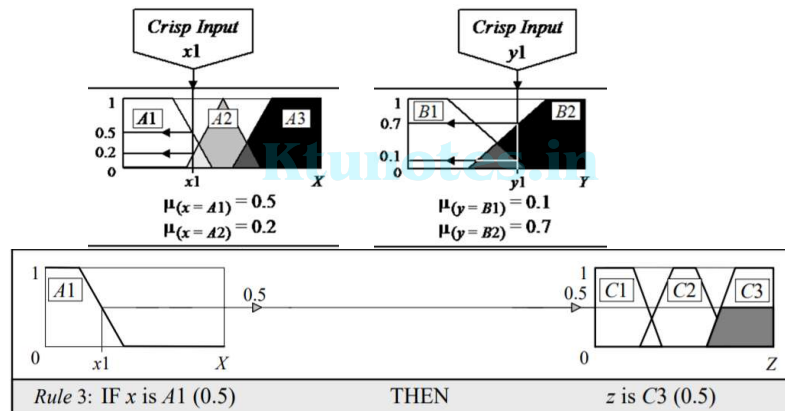 Crisp Input
x1
Crisp Input
y1
1
0.5
0.2
0
A1
A2
A3
x1
X
1
0.7
0.1
0
B1
B2
y1
Y
μ(x = A1) = 0.5
μ(x = A2) = 0.2
μ(y = B1) = 0.1
μ(y = B2) = 0.7
Ktunotes.in
1
A1
0
x1
X
0.5
0.5
1
C1
C2
C3
0
Z
Rule 3: IF x is A1 (0.5) THEN z is C3 (0.5)